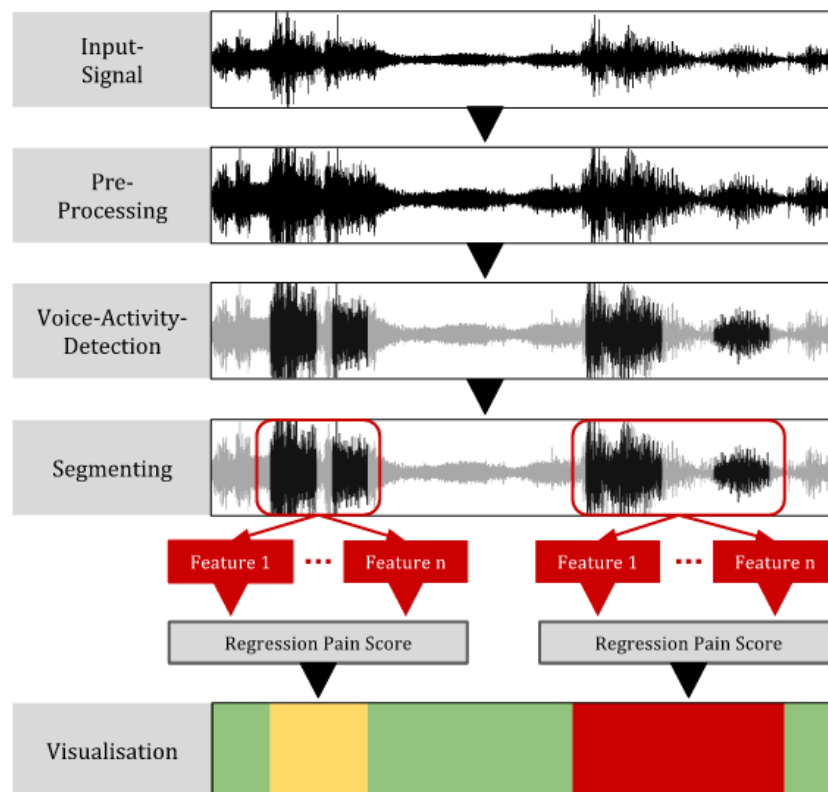 Input-
Signal
Pre-
Processing
Voice-Activity-
Detection
Segmenting
Feature 1 ··· Feature n Feature 1 ··· Feature n
Regression Pain Score Regression Pain Score
Visualisation